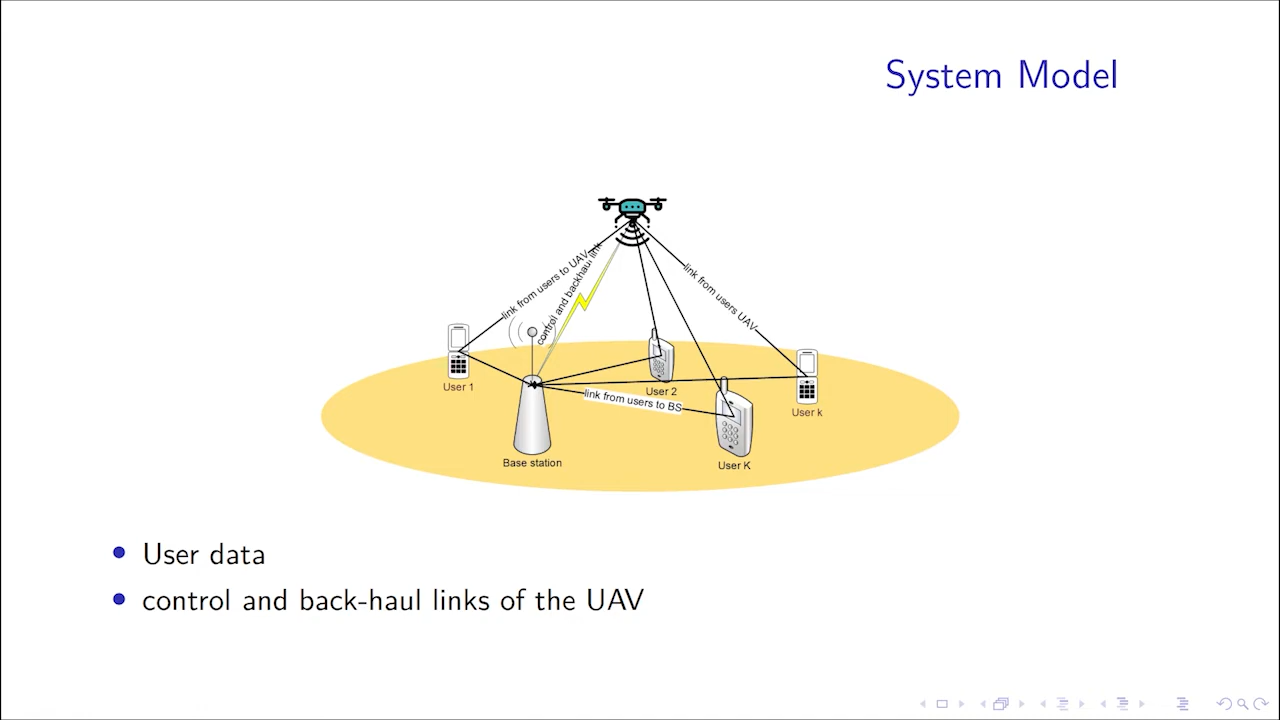 System Model
link from users to UAV
control and backhaul link
link from users UAV
User 1
User 2
link from users to BS
User k
Base station
User K
User data
control and back-haul links of the UAV